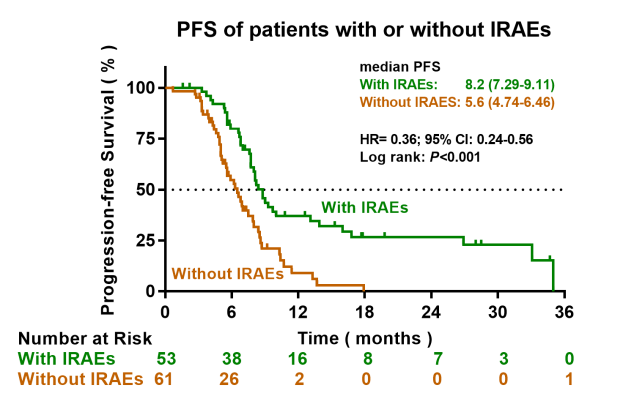 PFS of patients with or without IRAEs
median PFS
With IRAEs: 8.2 (7.29-9.11)
Without IRAES: 5.6 (4.74-6.46)
HR= 0.36; 95% CI: 0.24-0.56
Log rank: P<0.001
Progression-free Survival ( % )
100
75
50
25
0
With IRAEs
Without IRAEs
0 6 12 18 24 30 36
Number at Risk
Time ( months )
With IRAEs 53 38 16 8 7 3 0
Without IRAEs 61 26 2 0 0 0 1